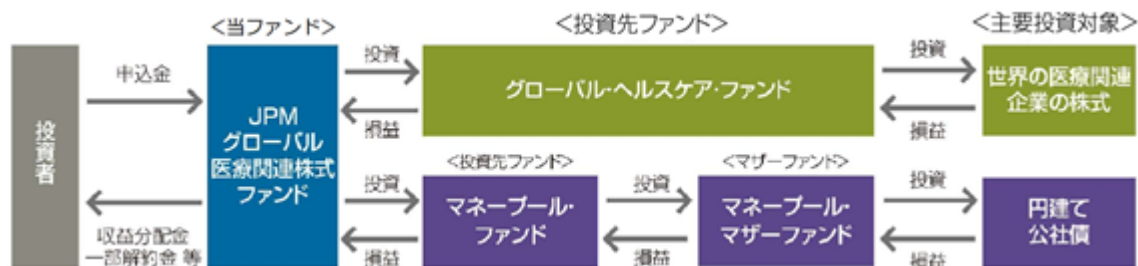 <当ファンド>
<投資先ファンド>
<主要投資対象>
投資者
申込金
収益分配金
一部解約金 等
JPM
グローバル
医療関連株式
ファンド
投資
損益
グローバル・ヘルスケア・ファンド
投資
損益
世界の医療関連
企業の株式
<投資先ファンド>
<マザーファンド>
投資
損益
マネープール・
ファンド
投資
損益
マネープール・
マザーファンド
投資
損益
円建て
公社債